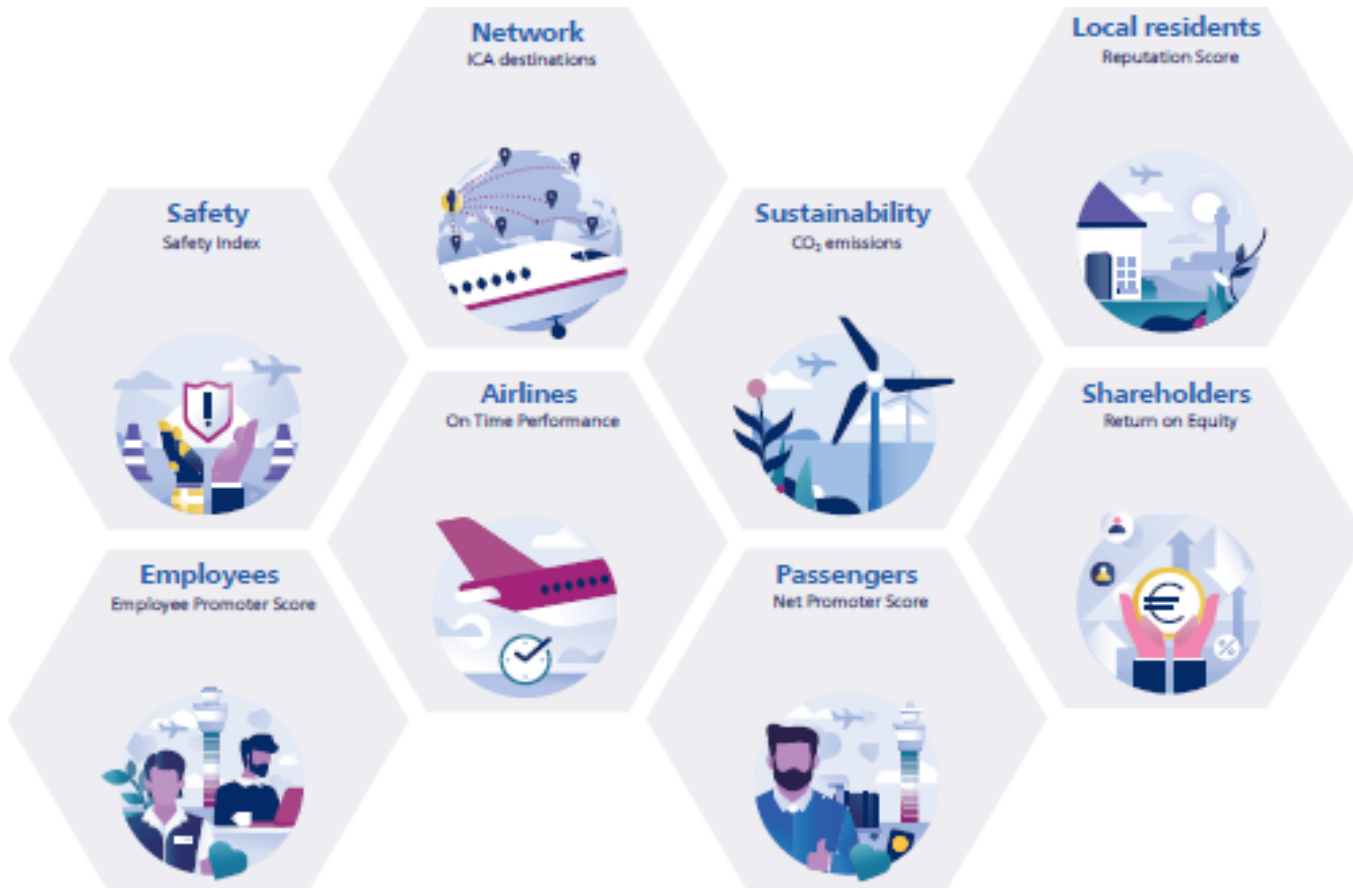 Network
ICA destinations
Local residents
Reputation Score
Safety
Safety Index
Sustainability
CO₂ emissions
Airlines
On Time Performance
Shareholders
Return on Equity
Employees
Employee Promoter Score
Passengers
Net Promoter Score